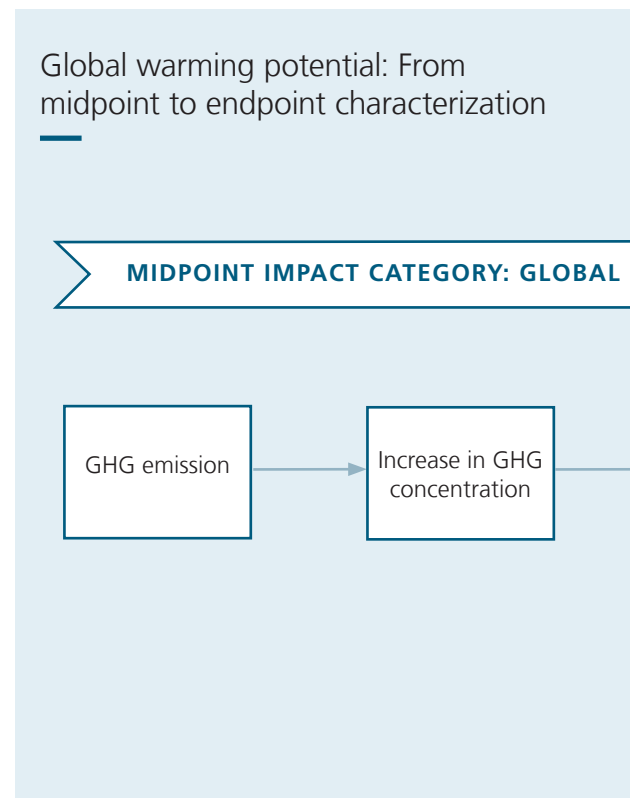 Global warming potential: From
midpoint to endpoint characterization
MIDPOINT IMPACT CATEGORY: GLOBAL
GHG emission
Increase in GHG
concentration